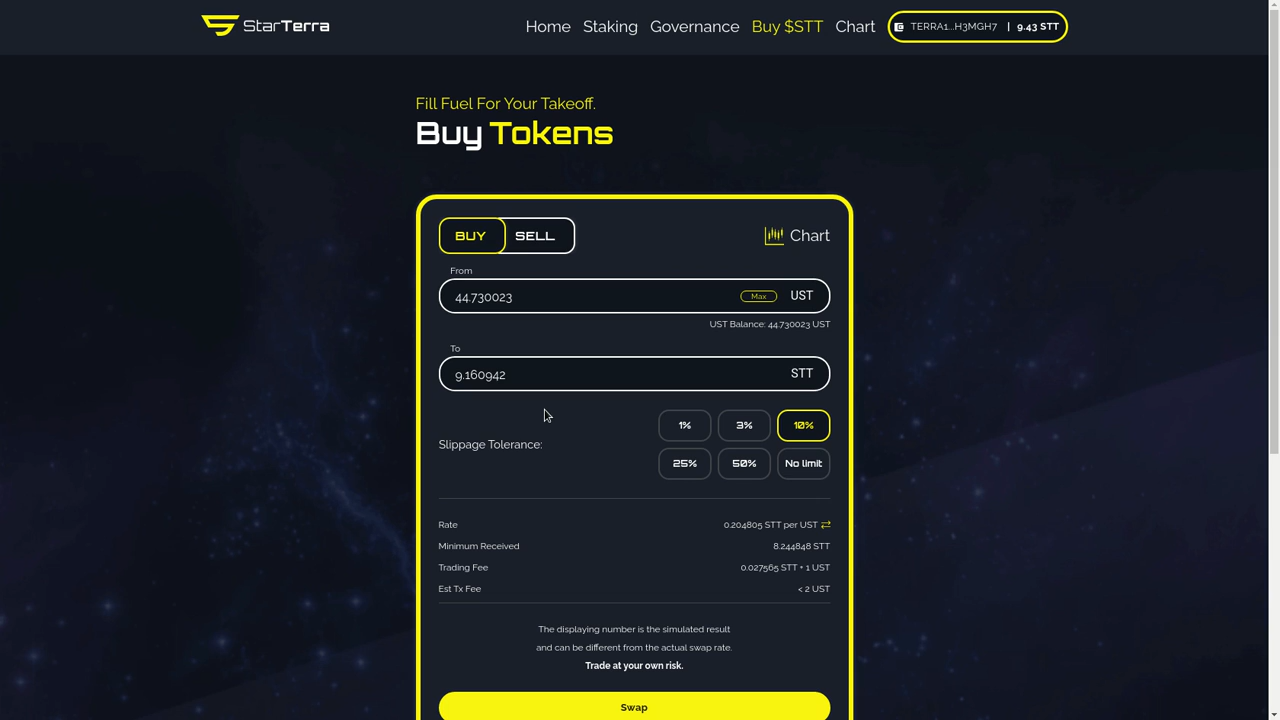 StarTerra
Home Staking Governance Buy $STT Chart TERRA1...H3MGH7 | 9.43 STT
Fill Fuel For Your Takeoff.
Buy Tokens
BUY SELL Chart
From
44.730023 Max UST
UST Balance: 44.730023 UST
To
9.160942 STT
1% 3% 10%
Slippage Tolerance:
25% 50% No limit
Rate 0.204805 STT per UST
Minimum Received 8.244848 STT
Trading Fee 0.027565 STT + 1 UST
Est Tx Fee < 2 UST
The displaying number is the simulated result
and can be different from the actual swap rate.
Trade at your own risk.
Swap